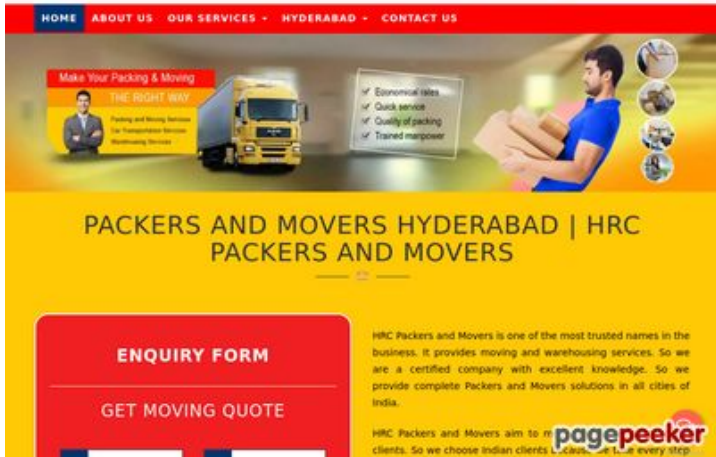 HOME ABOUT US OUR SERVICES HYDERABAD CONTACT US
Make Your Packing & Moving
THE RIGHT WAY
Packing and Moving Services
Car Transportation Services
Warehousing Services
Economical rates
Quick service
Quality of packing
Trained manpower
PACKERS AND MOVERS HYDERABAD | HRC
PACKERS AND MOVERS
ENQUIRY FORM
GET MOVING QUOTE
HRC Packers and Movers is one of the most trusted names in the
business. It provides moving and warehousing services. So we
are a certified company with excellent knowledge. So we
provide complete Packers and Movers solutions in all cities of
India.
HRC Packers and Movers aim to
clients. So we choose Indian clients because we take every step
pagepeeker